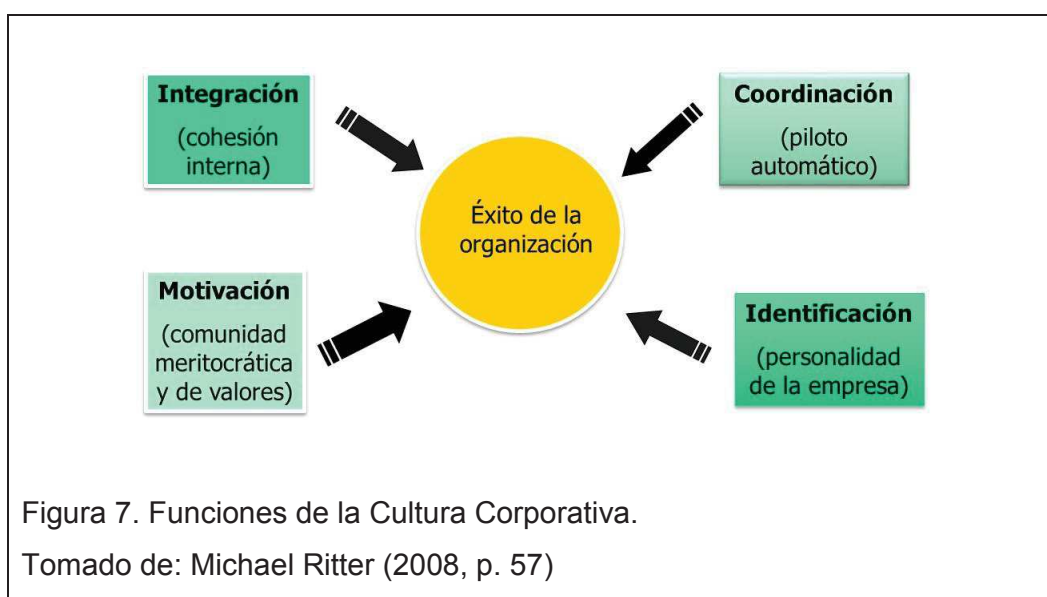 Integración
(cohesión
interna)
Coordinación
(piloto
automático)
Éxito de la
organización
Motivación
(comunidad
meritocrática
y de valores)
Identificación
(personalidad
de la empresa)
Figura 7. Funciones de la Cultura Corporativa.
Tomado de: Michael Ritter (2008, p. 57)